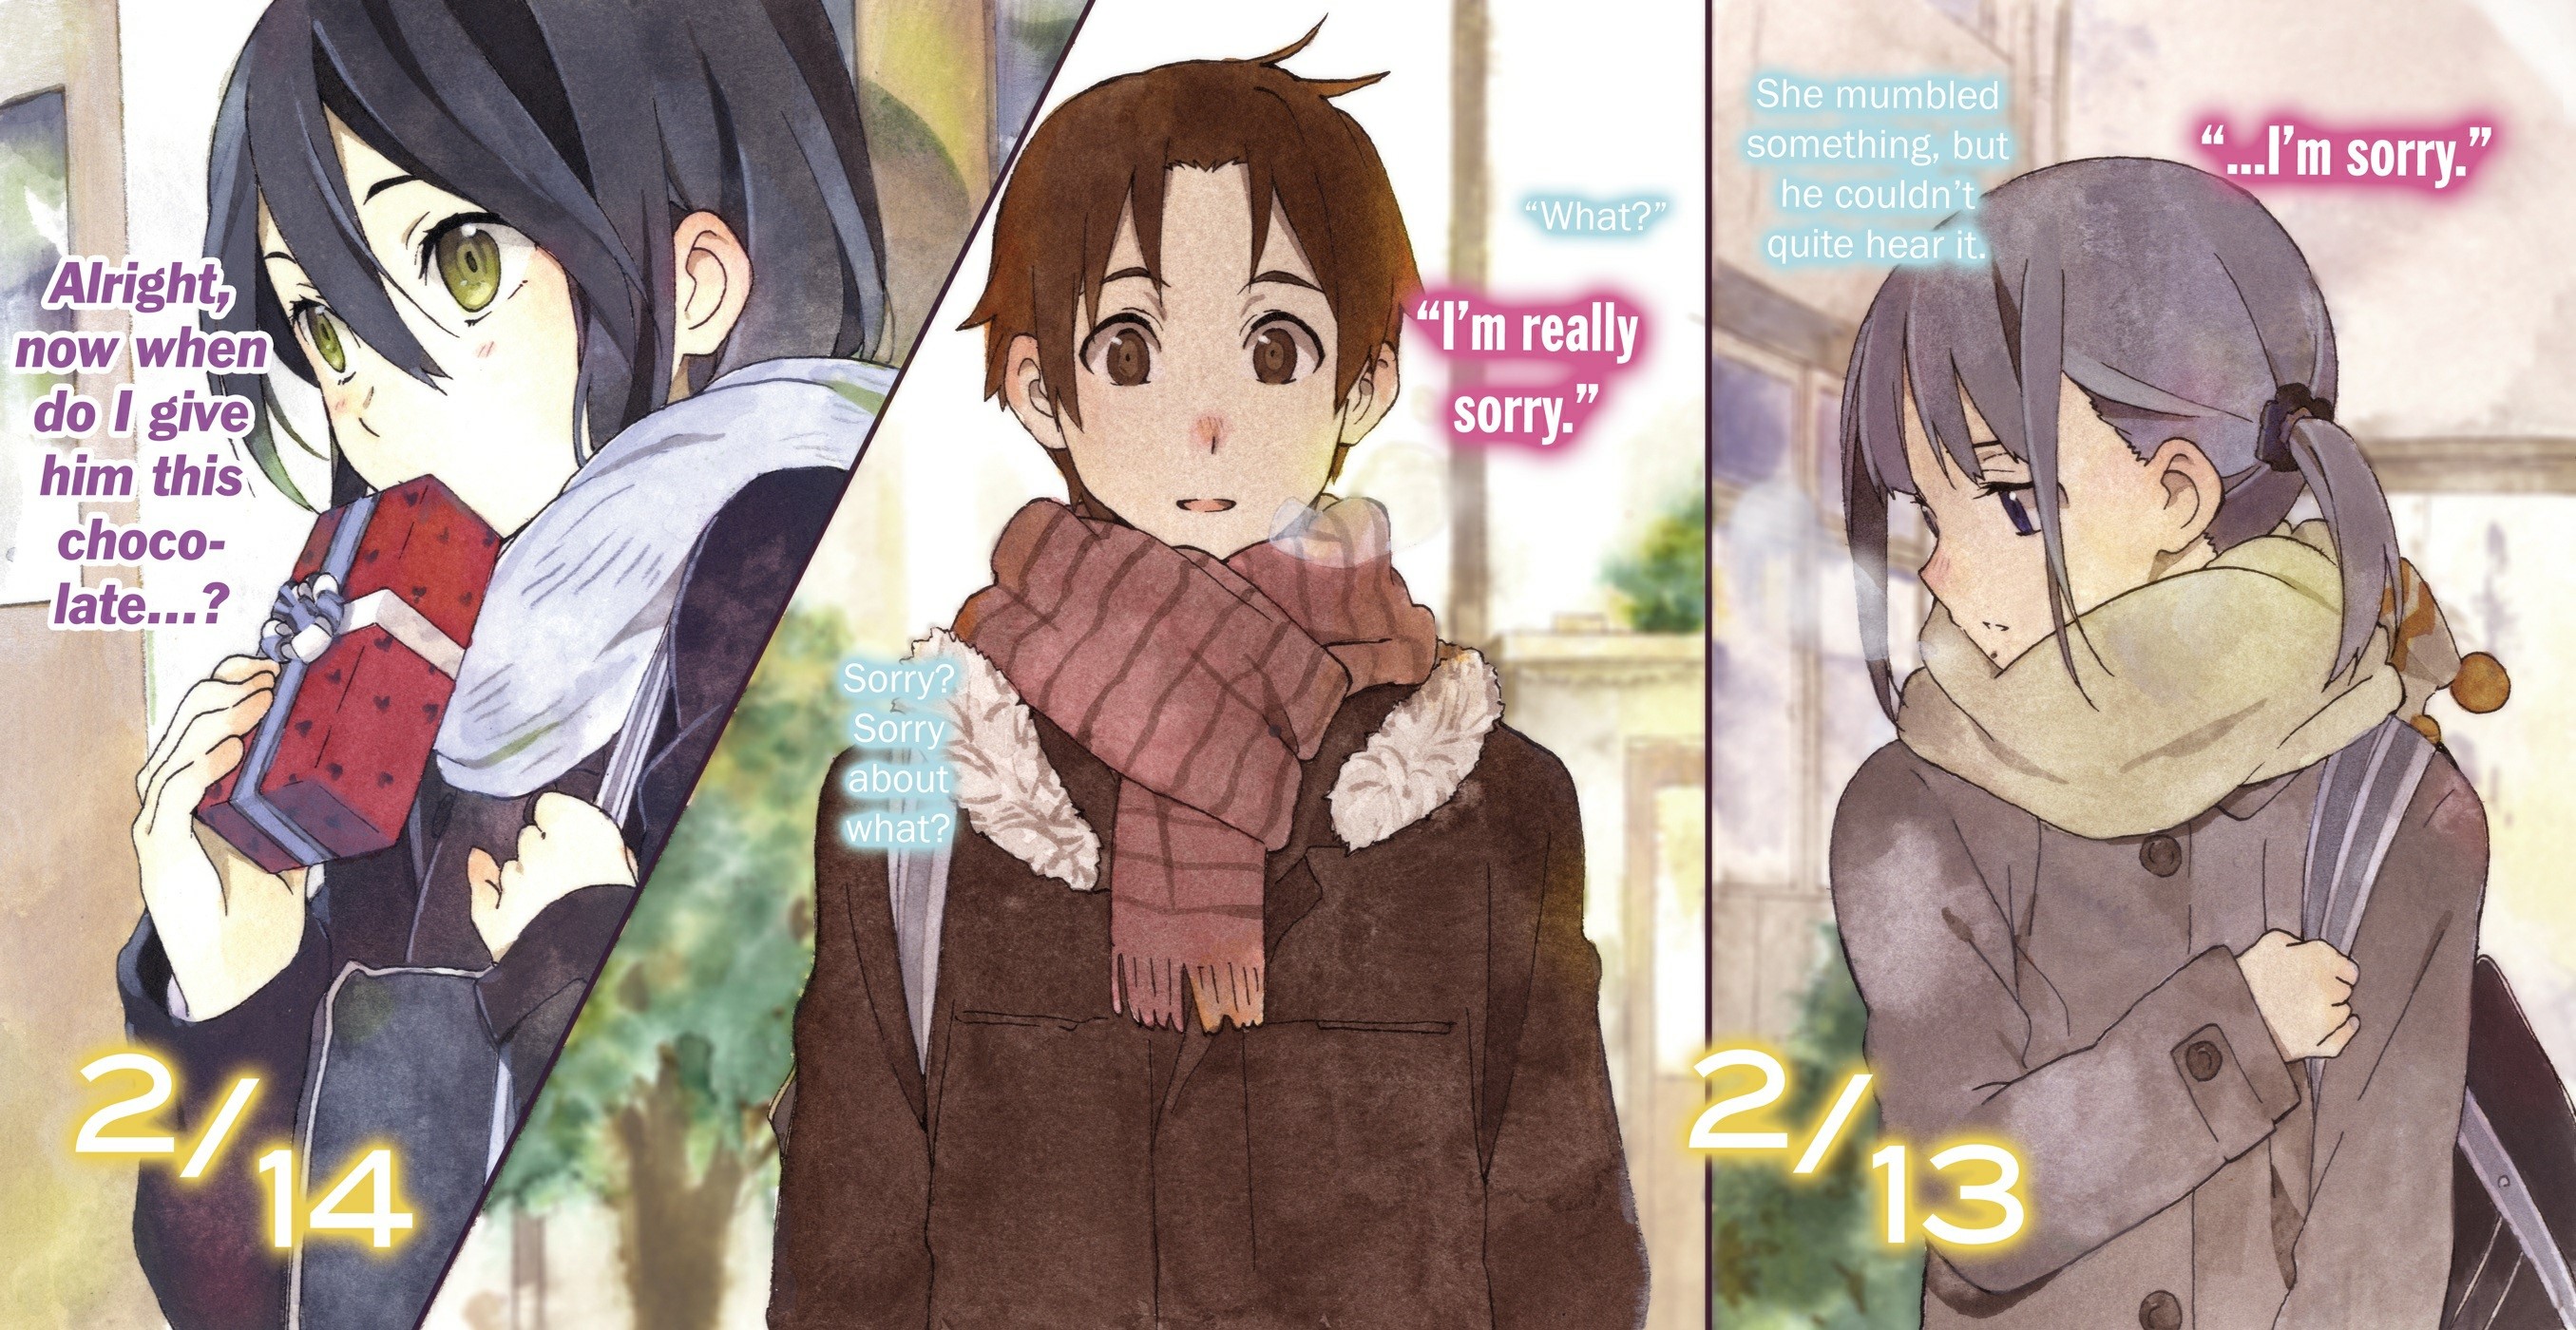 She mumbled
something, but
he couldn't
quite hear it.
“...I’m sorry.”
2/13
“What?”
“I’m really
sorry.”
Sorry?
Sorry
about
what?
Alright,
now when
do I give
him this
choco-
late...?
2/14